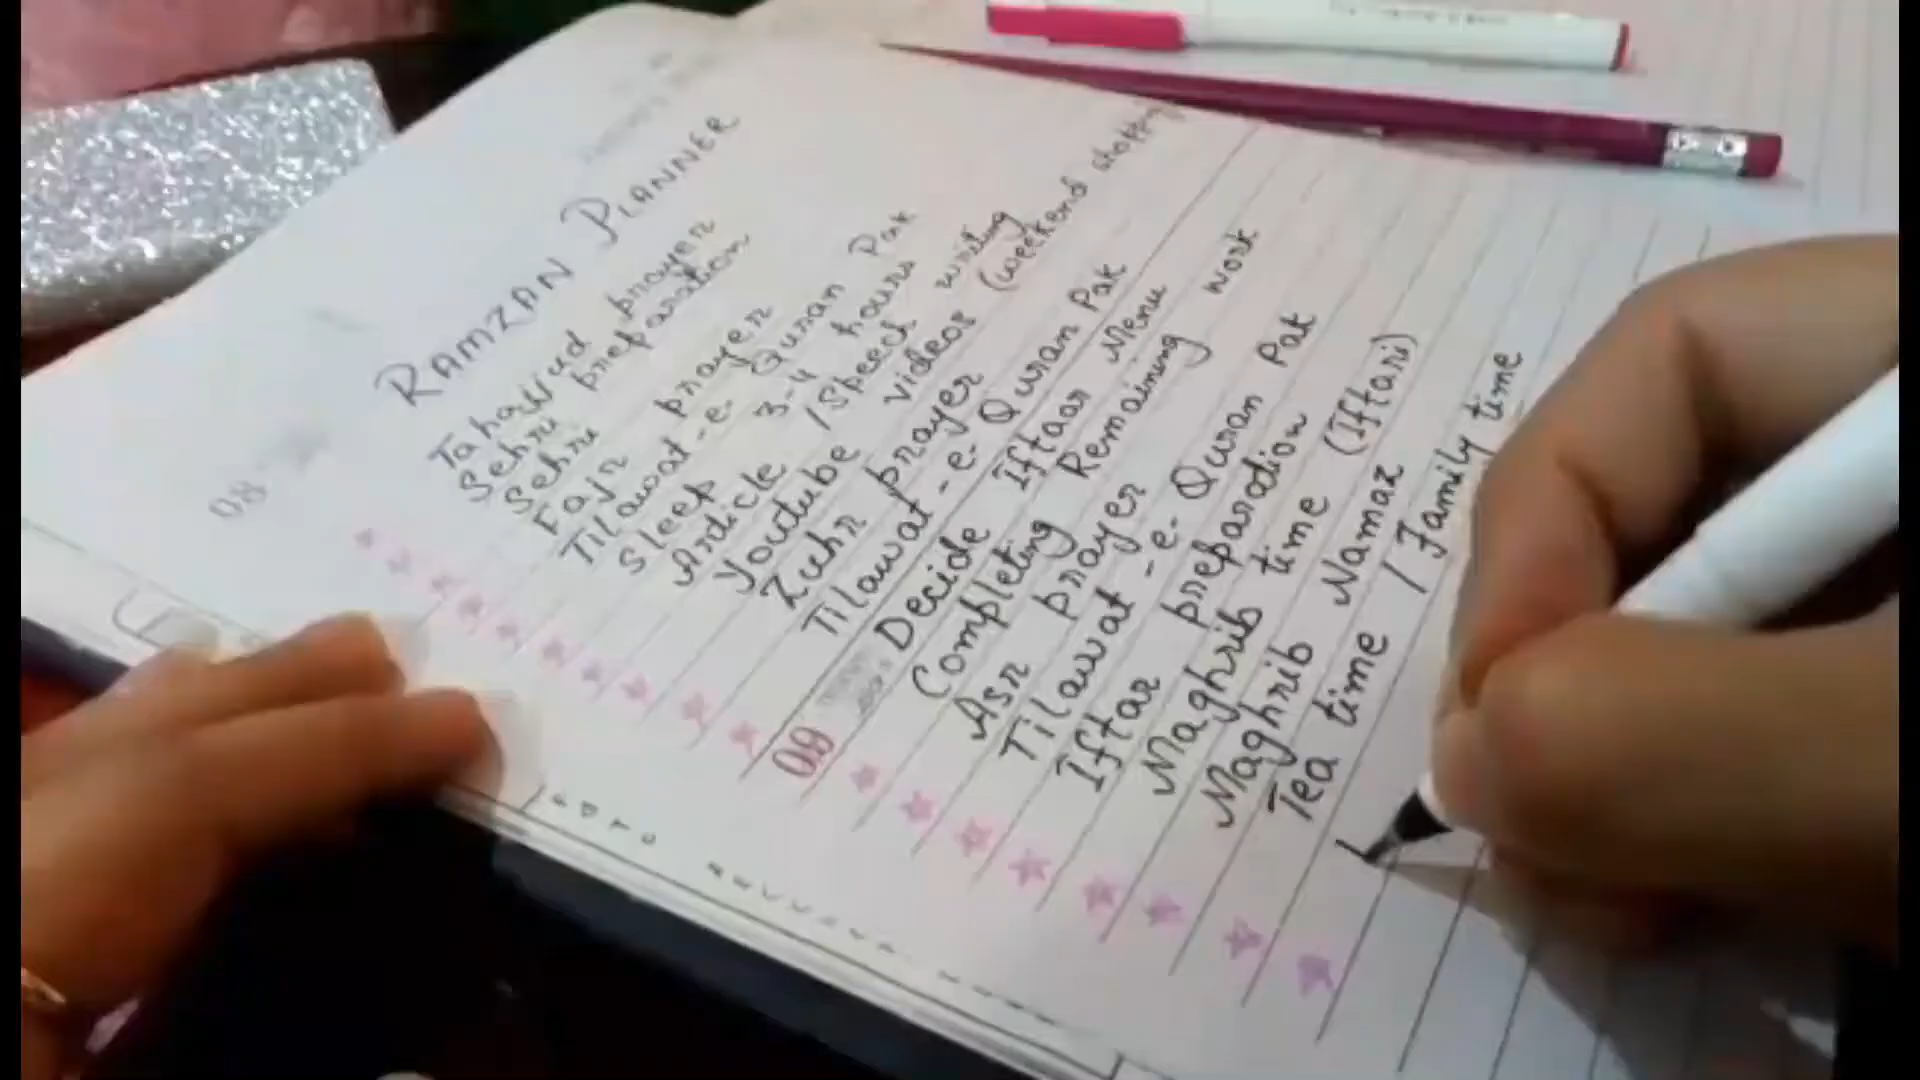 RAMZAN PLANNER
Tahajjud prayer
Sehri preparation
Sehri
Fajr prayer
Tilawat-e-Quran Pak
Sleep 3-4 hours
Article /Speech writing
Youtube videos (weekend shopping
Zuhr prayer
Tilawat-e-Quran Pak
08
Decide Iftaar Menu
Completing Remaining work
Asr prayer
Tilawat-e-Quran Pak
Iftar preparation
Maghrib time (Iftari)
Maghrib Namaz
Tea time / Family time
08